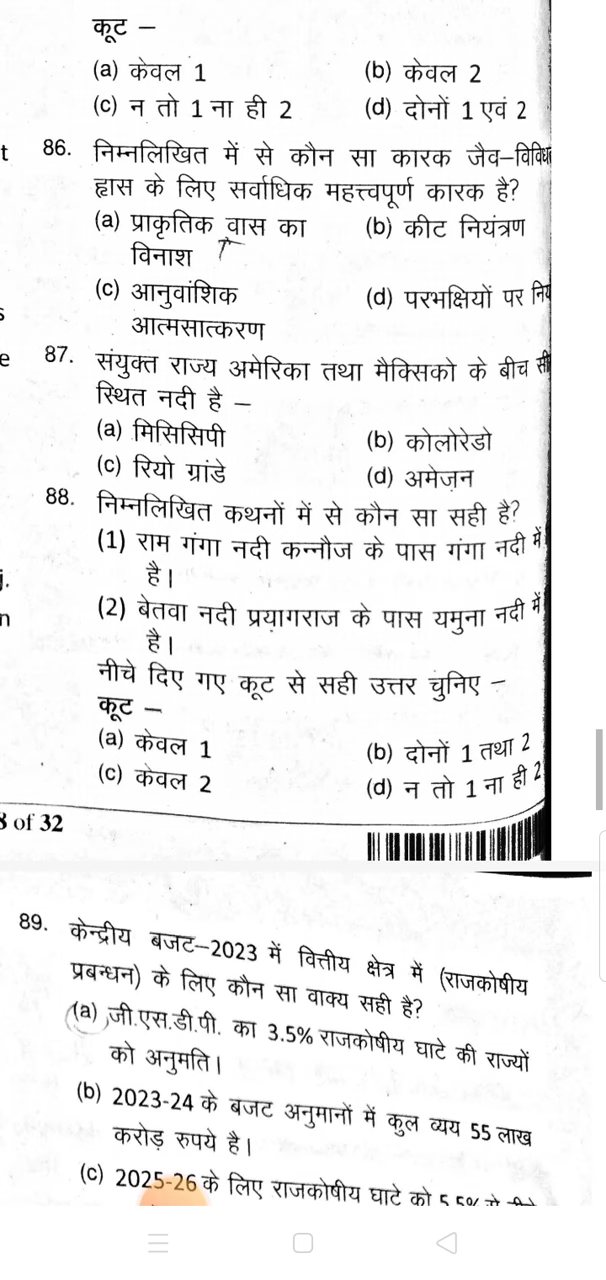 कूट –
(a) केवल 1 (b) केवल 2
(c) न तो 1 ना ही 2 (d) दोनों 1 एवं 2
t 86. निम्नलिखित में से कौन सा कारक जैव–विविध
ह्रास के लिए सर्वाधिक महत्त्वपूर्ण कारक है?
(a) प्राकृतिक वास का (b) कीट नियंत्रण
विनाश
(c) आनुवांशिक (d) परभक्षियों पर
आत्मसात्करण
s
e 87. संयुक्त राज्य अमेरिका तथा मैक्सिको के बीच
स्थित नदी है –
(a) मिसिसिपी (b) कोलोरेडो
(c) रियो ग्रांडे (d) अमेज़न
88. निम्नलिखित कथनों में से कौन सा सही है?
(1) राम गंगा नदी कन्नौज के पास गंगा नदी में
j. है।
n (2) बेतवा नदी प्रयागराज के पास यमुना नदी में
है।
नीचे दिए गए कूट से सही उत्तर चुनिए –
कूट –
(a) केवल 1 (b) दोनों 1 तथा 2
(c) केवल 2 (d) न तो 1 ना ही 2
8 of 32
89. केन्द्रीय बजट–2023 में वित्तीय क्षेत्र में (राजकोषीय
प्रबन्धन) के लिए कौन सा वाक्य सही है?
(a) जी.एस.डी.पी. का 3.5% राजकोषीय घाटे की राज्यों
को अनुमति।
(b) 2023-24 के बजट अनुमानों में कुल व्यय 55 लाख
करोड़ रुपये है।
(c) 2025-26 के लिए राजकोषीय घाटे को 5.5% से